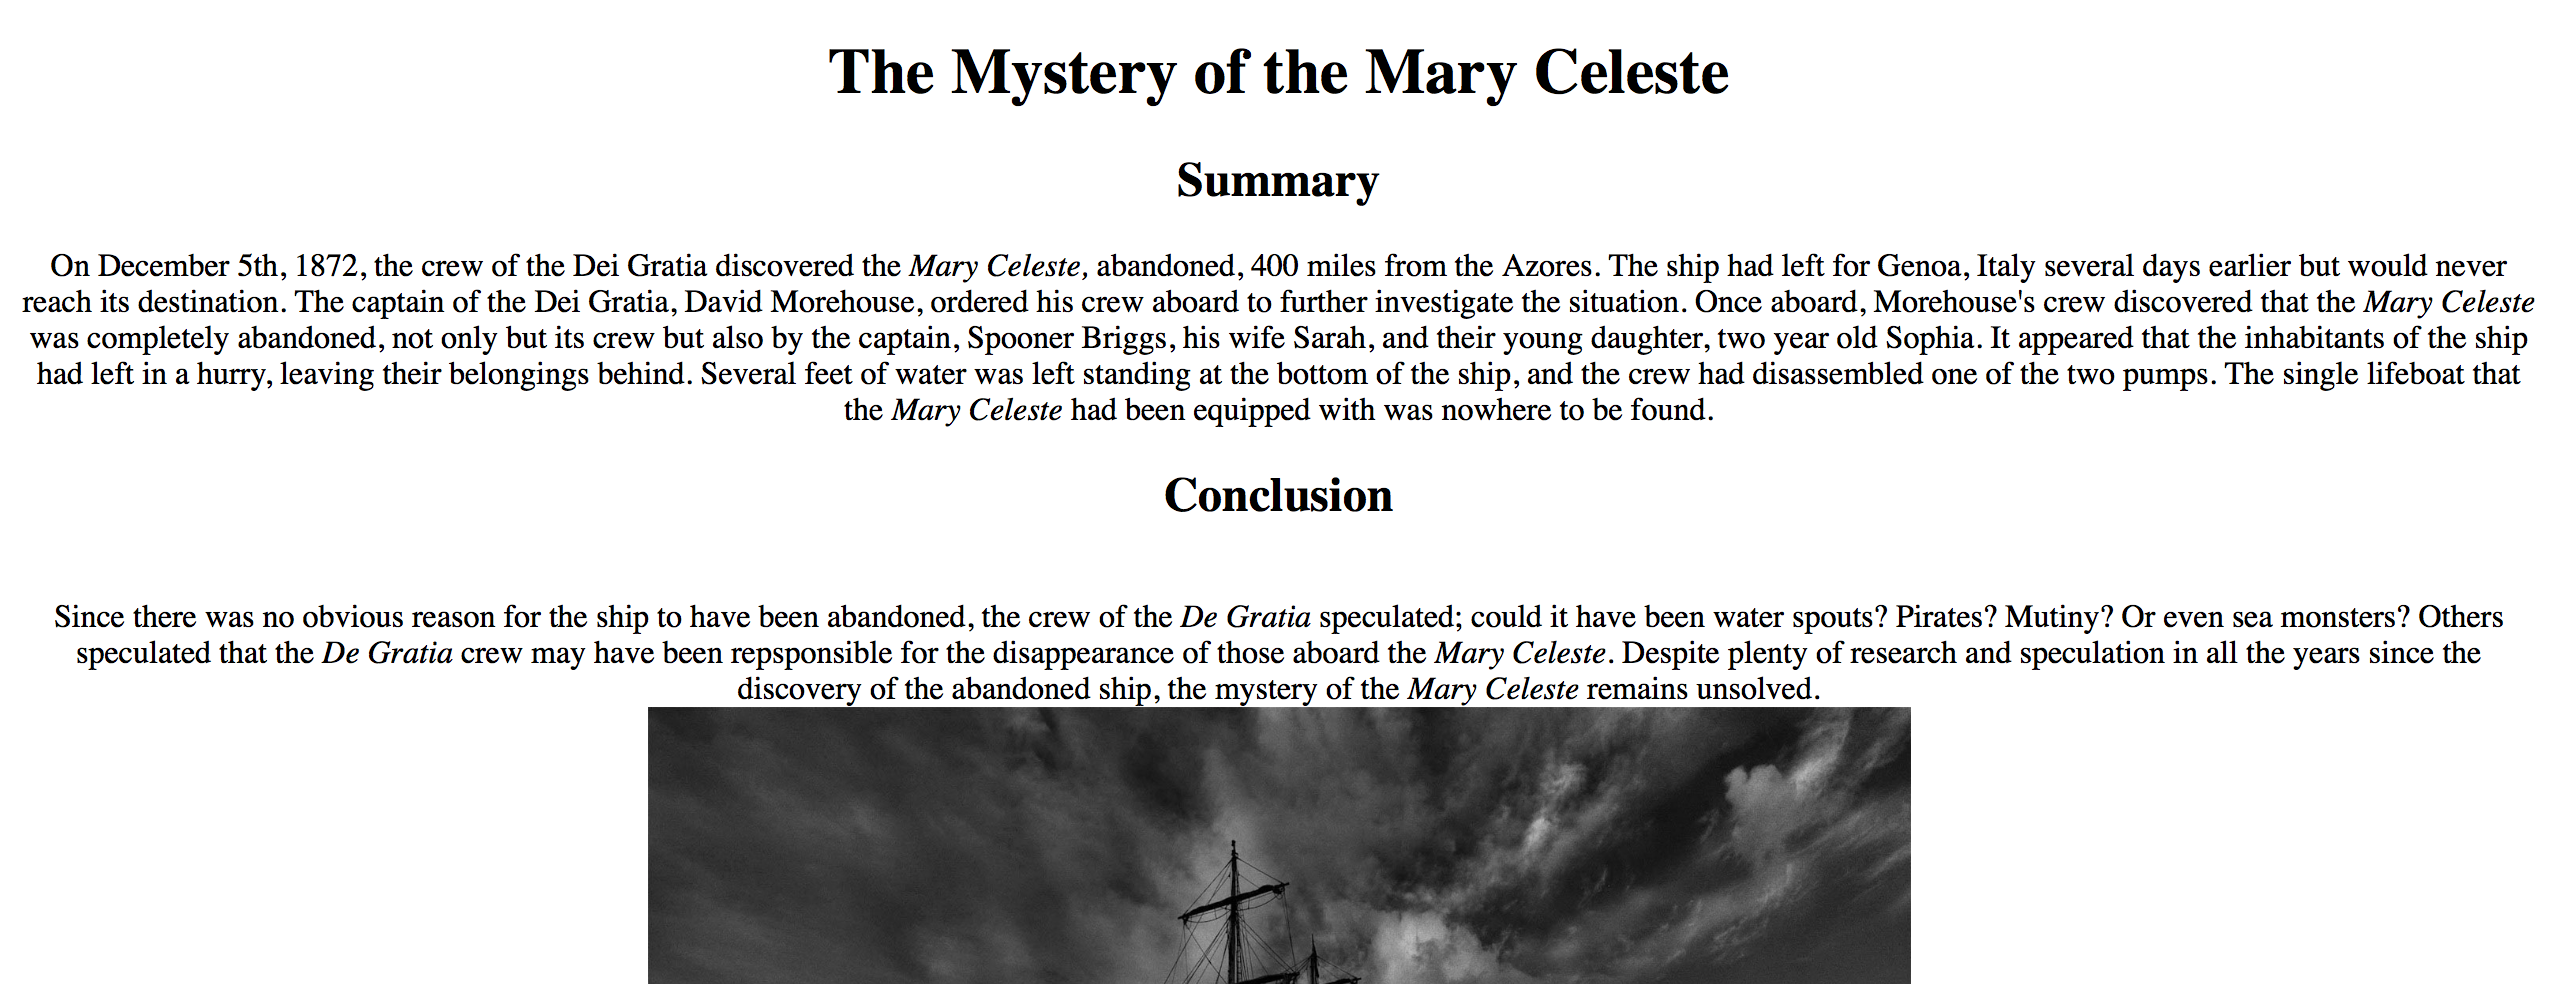 The Mystery of the Mary Celeste
Summary
On December 5th, 1872, the crew of the Dei Gratia discovered the Mary Celeste, abandoned, 400 miles from the Azores. The ship had left for Genoa, Italy several days earlier but would never
reach its destination. The captain of the Dei Gratia, David Morehouse, ordered his crew aboard to further investigate the situation. Once aboard, Morehouse's crew discovered that the Mary Celeste
was completely abandoned, not only but its crew but also by the captain, Spooner Briggs, his wife Sarah, and their young daughter, two year old Sophia. It appeared that the inhabitants of the ship
had left in a hurry, leaving their belongings behind. Several feet of water was left standing at the bottom of the ship, and the crew had disassembled one of the two pumps. The single lifeboat that
the Mary Celeste had been equipped with was nowhere to be found.
Conclusion
Since there was no obvious reason for the ship to have been abandoned, the crew of the De Gratia speculated; could it have been water spouts? Pirates? Mutiny? Or even sea monsters? Others
speculated that the De Gratia crew may have been repsponsible for the disappearance of those aboard the Mary Celeste. Despite plenty of research and speculation in all the years since the
discovery of the abandoned ship, the mystery of the Mary Celeste remains unsolved.